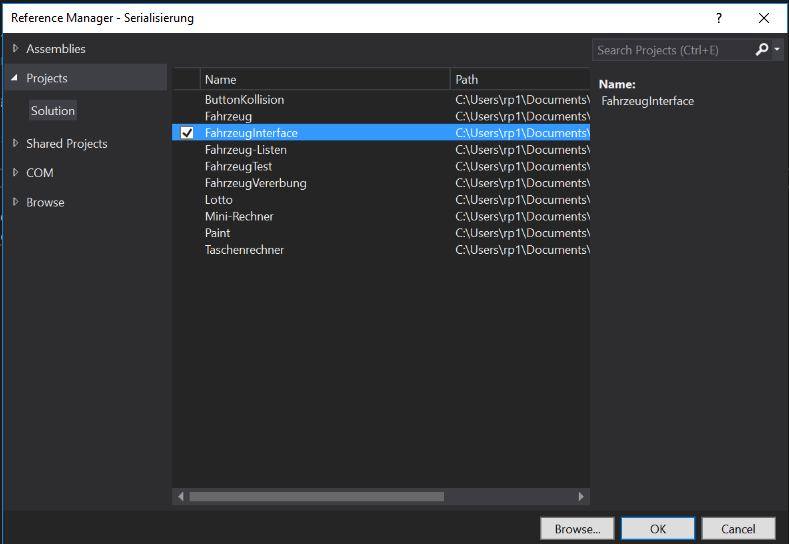 Reference Manager - Serialisierung
?
Assemblies
Projects
Solution
Shared Projects
COM
Browse
Name Path
ButtonKollision C:\Users\rp1\Documents\
Fahrzeug C:\Users\rp1\Documents\
FahrzeugInterface C:\Users\rp1\Documents\
Fahrzeug-Listen C:\Users\rp1\Documents\
FahrzeugTest C:\Users\rp1\Documents\
FahrzeugVererbung C:\Users\rp1\Documents\
Lotto C:\Users\rp1\Documents\
Mini-Rechner C:\Users\rp1\Documents\
Paint C:\Users\rp1\Documents\
Taschenrechner C:\Users\rp1\Documents\
Search Projects (Ctrl+E)
Name:
FahrzeugInterface
Browse... OK Cancel